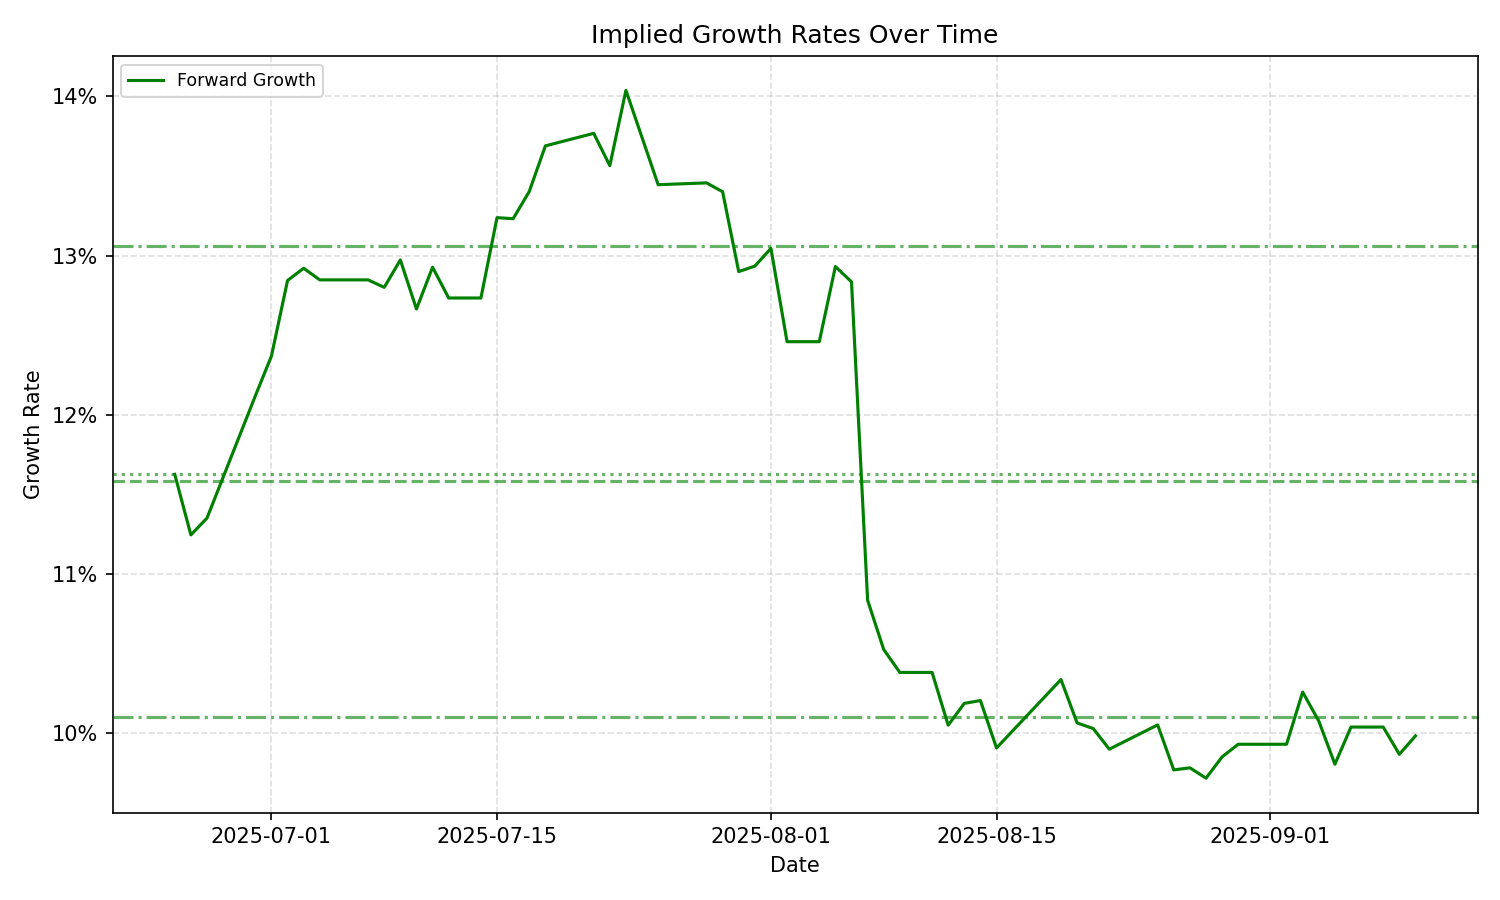 Implied Growth Rates Over Time
Forward Growth
14%
13%
12%
11%
10%
Growth Rate
2025-07-01
2025-07-15
2025-08-01
2025-08-15
2025-09-01
Date